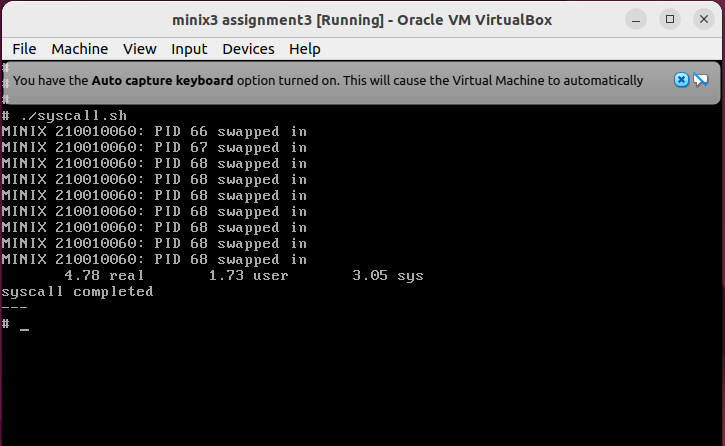 minix3 assignment3 [Running] - Oracle VM VirtualBox
File Machine View Input Devices Help
#
You have the Auto capture keyboard option turned on. This will cause the Virtual Machine to automatically
#
#
# ./syscall.sh
MINIX 210010060: PID 66 swapped in
MINIX 210010060: PID 67 swapped in
MINIX 210010060: PID 68 swapped in
MINIX 210010060: PID 68 swapped in
MINIX 210010060: PID 68 swapped in
MINIX 210010060: PID 68 swapped in
MINIX 210010060: PID 68 swapped in
MINIX 210010060: PID 68 swapped in
MINIX 210010060: PID 68 swapped in
4.78 real 1.73 user 3.05 sys
syscall completed
---
# _